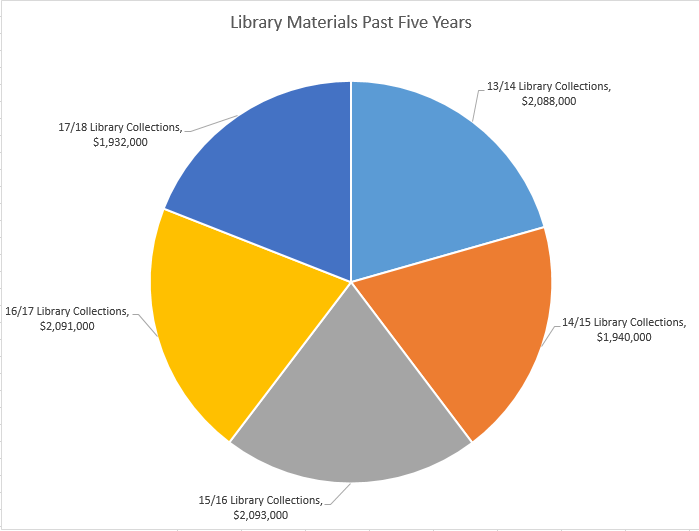 Library Materials Past Five Years
13/14 Library Collections,
$2,088,000
17/18 Library Collections,
$1,932,000
16/17 Library Collections,
$2,091,000
14/15 Library Collections,
$1,940,000
15/16 Library Collections,
$2,093,000